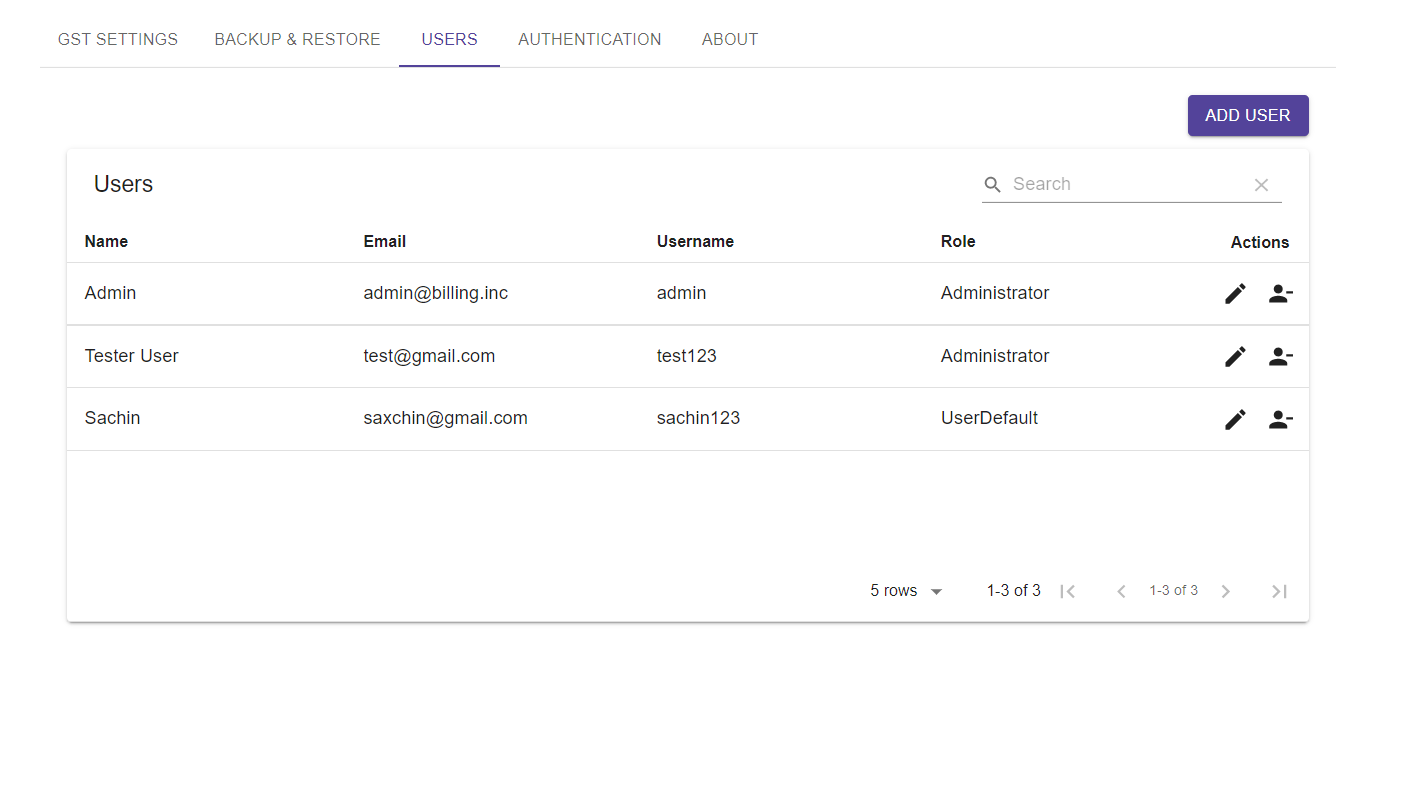 GST SETTINGS BACKUP & RESTORE USERS AUTHENTICATION ABOUT
ADD USER
Users Search
Name Email Username Role Actions
Admin admin@billing.inc admin Administrator
Tester User test@gmail.com test123 Administrator
Sachin saxchin@gmail.com sachin123 UserDefault
5 rows 1-3 of 3 1-3 of 3